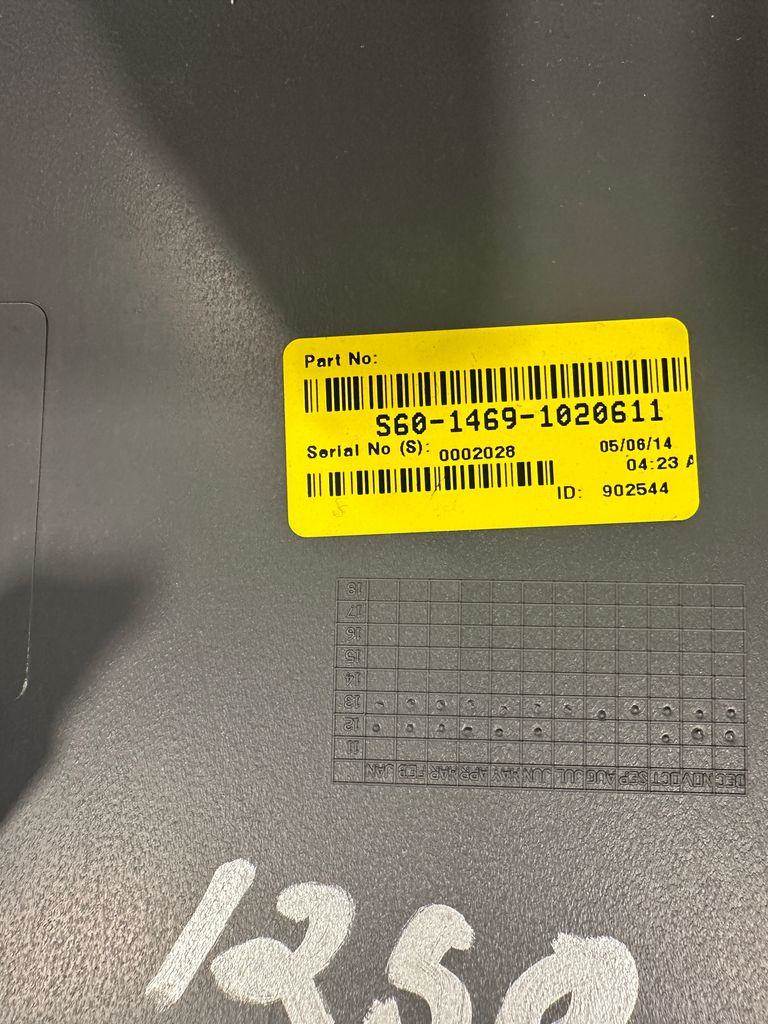 Part No:
S60-1469-1020611
Serial No (S): 0002028 05/06/14
04:23 A
ID: 902544
18
17
16
15
14
13
12
11
JAN FEB MAR APR MAY JUN JUL AUG SEP OCT NOV DEC
1250